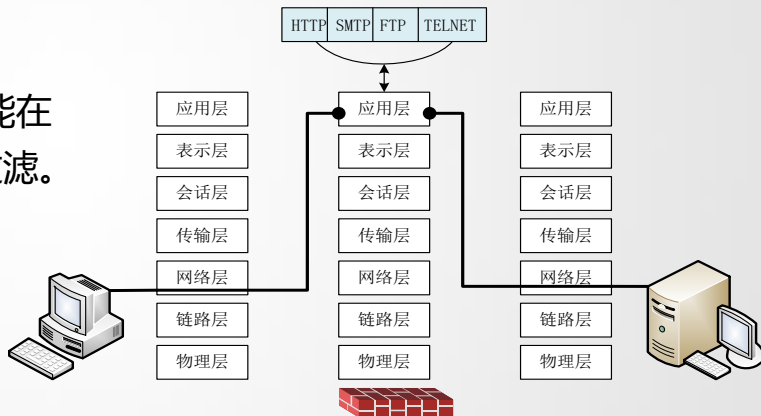 HTTP SMTP FTP TELNET
能在
滤。
应用层 应用层 应用层
表示层 表示层 表示层
会话层 会话层 会话层
传输层 传输层 传输层
网络层 网络层 网络层
链路层 链路层 链路层
物理层 物理层 物理层